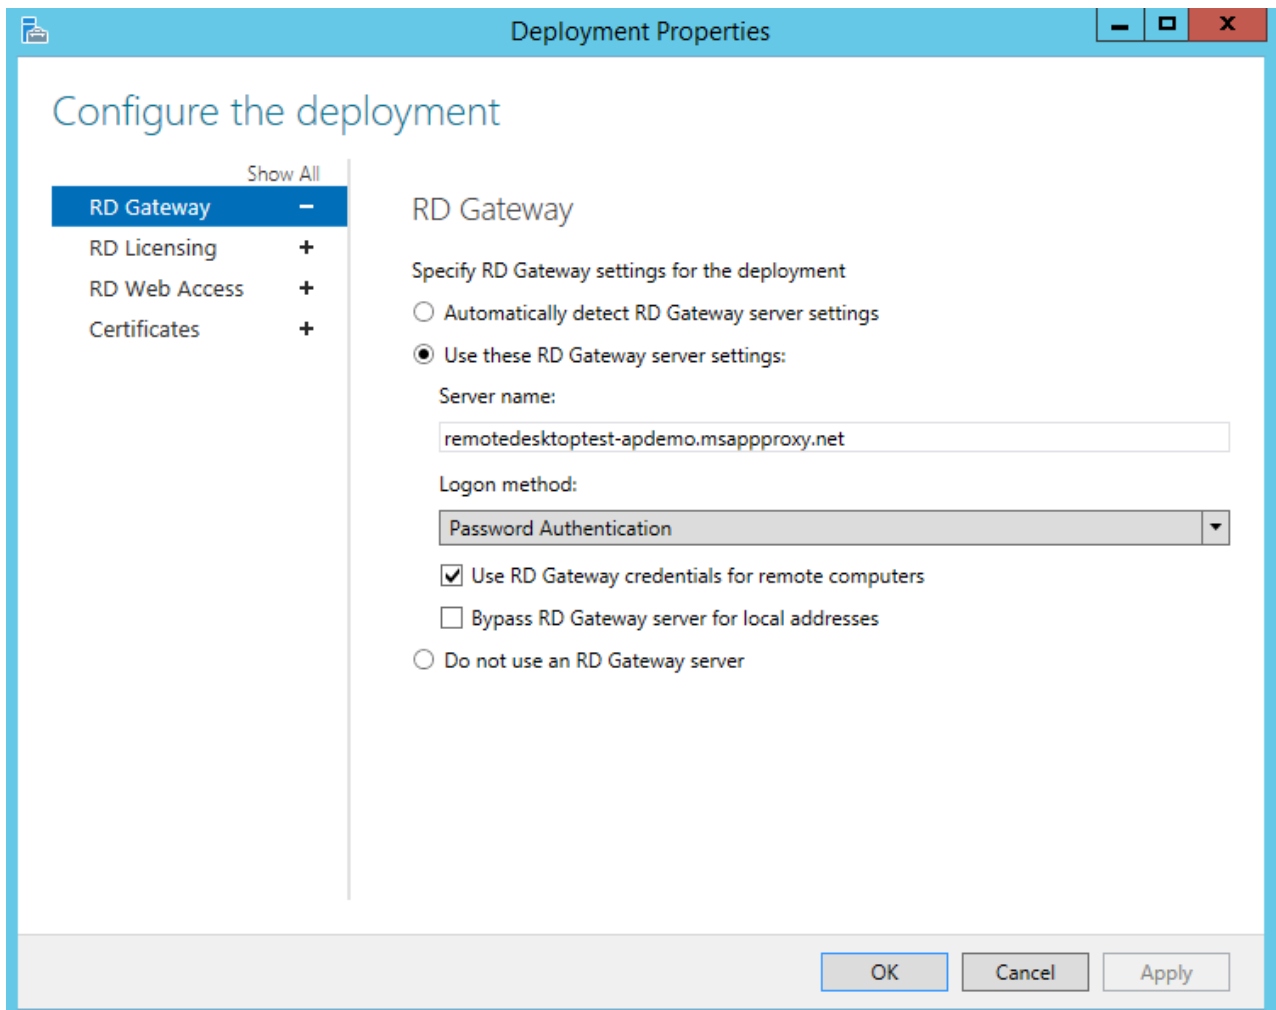 Deployment Properties
Configure the deployment
Show All
RD Gateway
RD Licensing
RD Web Access
Certificates
RD Gateway
Specify RD Gateway settings for the deployment
Automatically detect RD Gateway server settings
Use these RD Gateway server settings:
Server name:
remotedesktoptest-apdemo.msappproxy.net
Logon method:
Password Authentication
Use RD Gateway credentials for remote computers
Bypass RD Gateway server for local addresses
Do not use an RD Gateway server
OK Cancel Apply